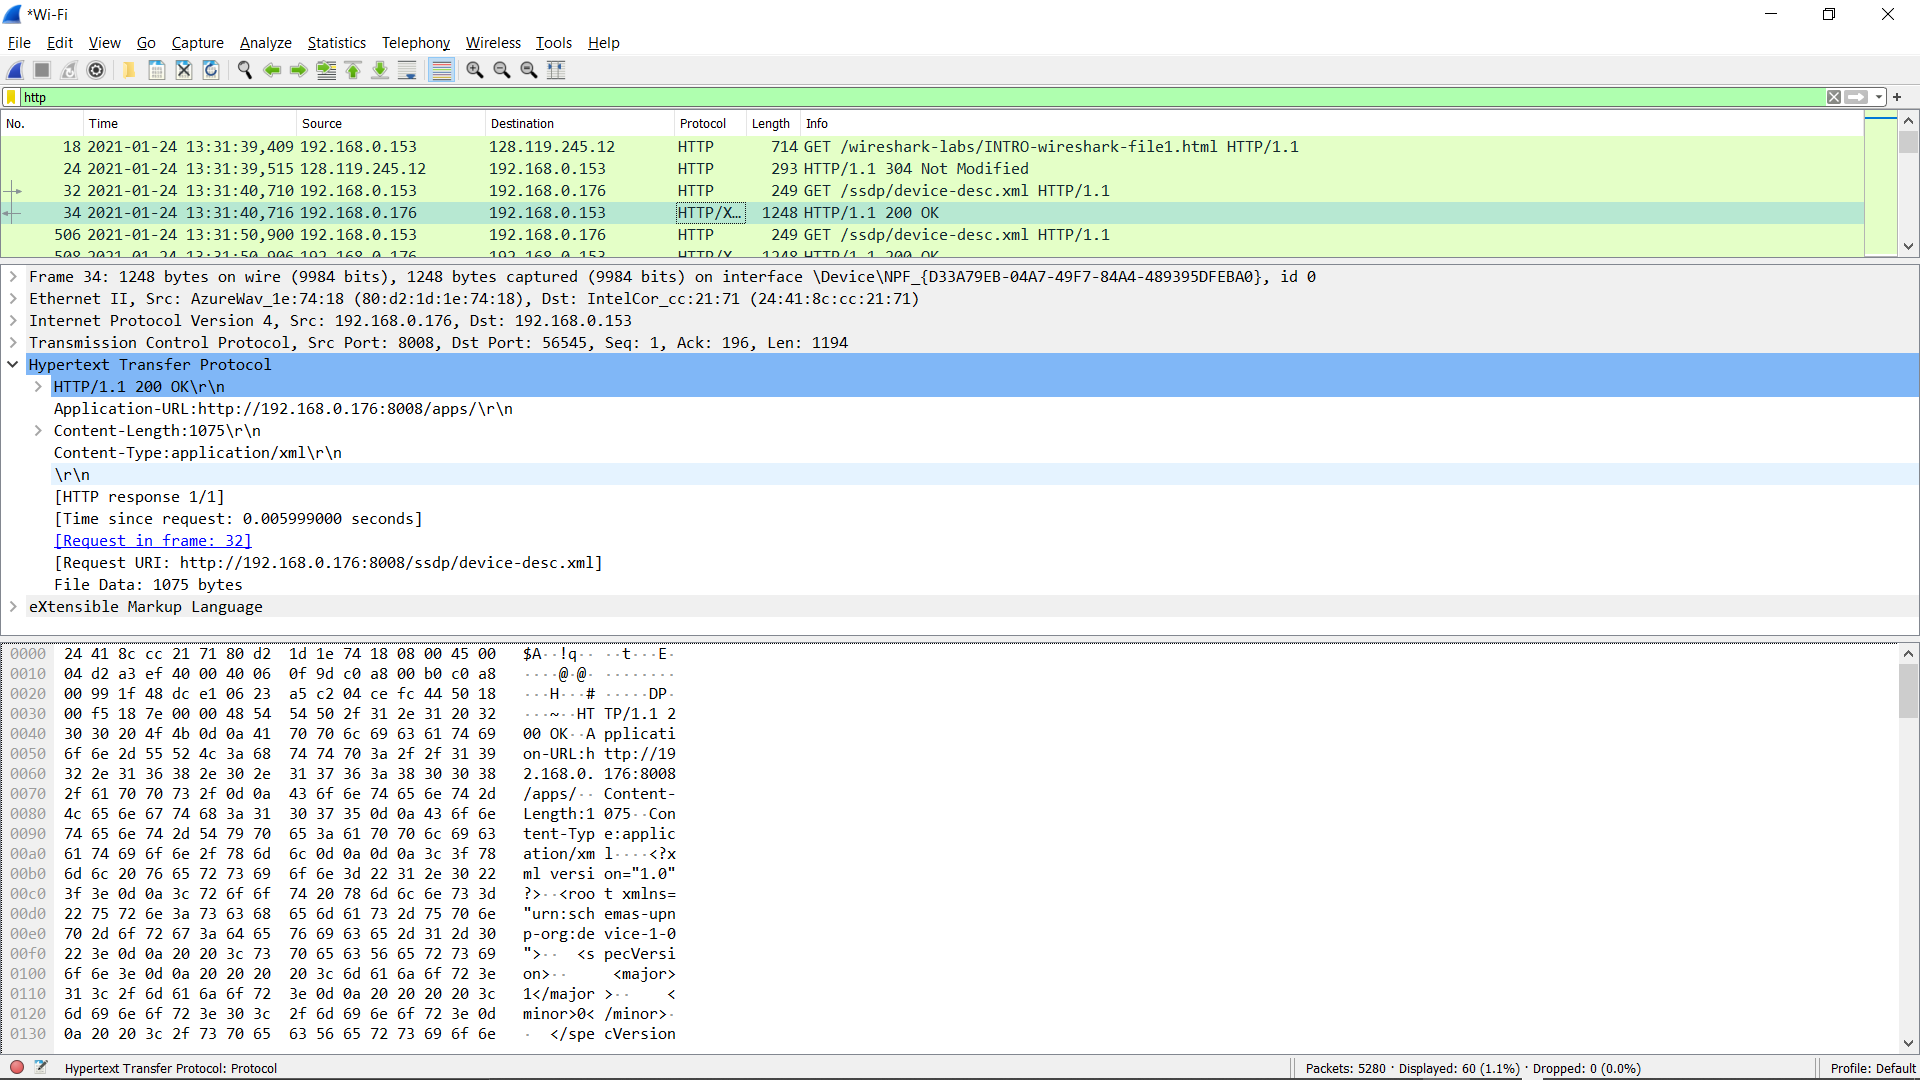 *Wi-Fi
File Edit View Go Capture Analyze Statistics Telephony Wireless Tools Help
http
No. Time Source Destination Protocol Length Info
18 2021-01-24 13:31:39,409 192.168.0.153 128.119.245.12 HTTP 714 GET /wireshark-labs/INTRO-wireshark-file1.html HTTP/1.1
24 2021-01-24 13:31:39,515 128.119.245.12 192.168.0.153 HTTP 293 HTTP/1.1 304 Not Modified
32 2021-01-24 13:31:40,710 192.168.0.153 192.168.0.176 HTTP 249 GET /ssdp/device-desc.xml HTTP/1.1
34 2021-01-24 13:31:40,716 192.168.0.176 192.168.0.153 HTTP/X… 1248 HTTP/1.1 200 OK
506 2021-01-24 13:31:50,900 192.168.0.153 192.168.0.176 HTTP 249 GET /ssdp/device-desc.xml HTTP/1.1
508 2021-01-24 13:31:50,906 192.168.0.176 192.168.0.153 HTTP/X 1248 HTTP/1.1 200 OK
Frame 34: 1248 bytes on wire (9984 bits), 1248 bytes captured (9984 bits) on interface \Device\NPF_{D33A79EB-04A7-49F7-84A4-489395DFEBA0}, id 0
Ethernet II, Src: AzureWav_1e:74:18 (80:d2:1d:1e:74:18), Dst: IntelCor_cc:21:71 (24:41:8c:cc:21:71)
Internet Protocol Version 4, Src: 192.168.0.176, Dst: 192.168.0.153
Transmission Control Protocol, Src Port: 8008, Dst Port: 56545, Seq: 1, Ack: 196, Len: 1194
Hypertext Transfer Protocol
HTTP/1.1 200 OK\r\n
Application-URL:http://192.168.0.176:8008/apps/\r\n
Content-Length:1075\r\n
Content-Type:application/xml\r\n
\r\n
[HTTP response 1/1]
[Time since request: 0.005999000 seconds]
[Request in frame: 32]
[Request URI: http://192.168.0.176:8008/ssdp/device-desc.xml]
File Data: 1075 bytes
eXtensible Markup Language
0000 24 41 8c cc 21 71 80 d2 1d 1e 74 18 08 00 45 00 $A··!q·· ··t···E·
0010 04 d2 a3 ef 40 00 40 06 0f 9d c0 a8 00 b0 c0 a8 ····@·@· ········
0020 00 99 1f 48 dc e1 06 23 a5 c2 04 ce fc 44 50 18 ···H···# ·····DP·
0030 00 f5 18 7e 00 00 48 54 54 50 2f 31 2e 31 20 32 ···~··HT TP/1.1 2
0040 30 30 20 4f 4b 0d 0a 41 70 70 6c 69 63 61 74 69 00 OK··A pplicati
0050 6f 6e 2d 55 52 4c 3a 68 74 74 70 3a 2f 2f 31 39 on-URL:h ttp://19
0060 32 2e 31 36 38 2e 30 2e 31 37 36 3a 38 30 30 38 2.168.0. 176:8008
0070 2f 61 70 70 73 2f 0d 0a 43 6f 6e 74 65 6e 74 2d /apps/·· Content-
0080 4c 65 6e 67 74 68 3a 31 30 37 35 0d 0a 43 6f 6e Length:1 075··Con
0090 74 65 6e 74 2d 54 79 70 65 3a 61 70 70 6c 69 63 tent-Typ e:applic
00a0 61 74 69 6f 6e 2f 78 6d 6c 0d 0a 0d 0a 3c 3f 78 ation/xm l····<?x
00b0 6d 6c 20 76 65 72 73 69 6f 6e 3d 22 31 2e 30 22 ml versi on="1.0"
00c0 3f 3e 0d 0a 3c 72 6f 6f 74 20 78 6d 6c 6e 73 3d ?>··<roo t xmlns=
00d0 22 75 72 6e 3a 73 63 68 65 6d 61 73 2d 75 70 6e "urn:sch emas-upn
00e0 70 2d 6f 72 67 3a 64 65 76 69 63 65 2d 31 2d 30 p-org:de vice-1-0
00f0 22 3e 0d 0a 20 20 3c 73 70 65 63 56 65 72 73 69 ">··  <s pecVersi
0100 6f 6e 3e 0d 0a 20 20 20 20 3c 6d 61 6a 6f 72 3e on>··    <major>
0110 31 3c 2f 6d 61 6a 6f 72 3e 0d 0a 20 20 20 20 3c 1</major >··    <
0120 6d 69 6e 6f 72 3e 30 3c 2f 6d 69 6e 6f 72 3e 0d minor>0< /minor>·
0130 0a 20 20 3c 2f 73 70 65 63 56 65 72 73 69 6f 6e ·  </spe cVersion
Hypertext Transfer Protocol: Protocol Packets: 5280 · Displayed: 60 (1.1%) · Dropped: 0 (0.0%) Profile: Default